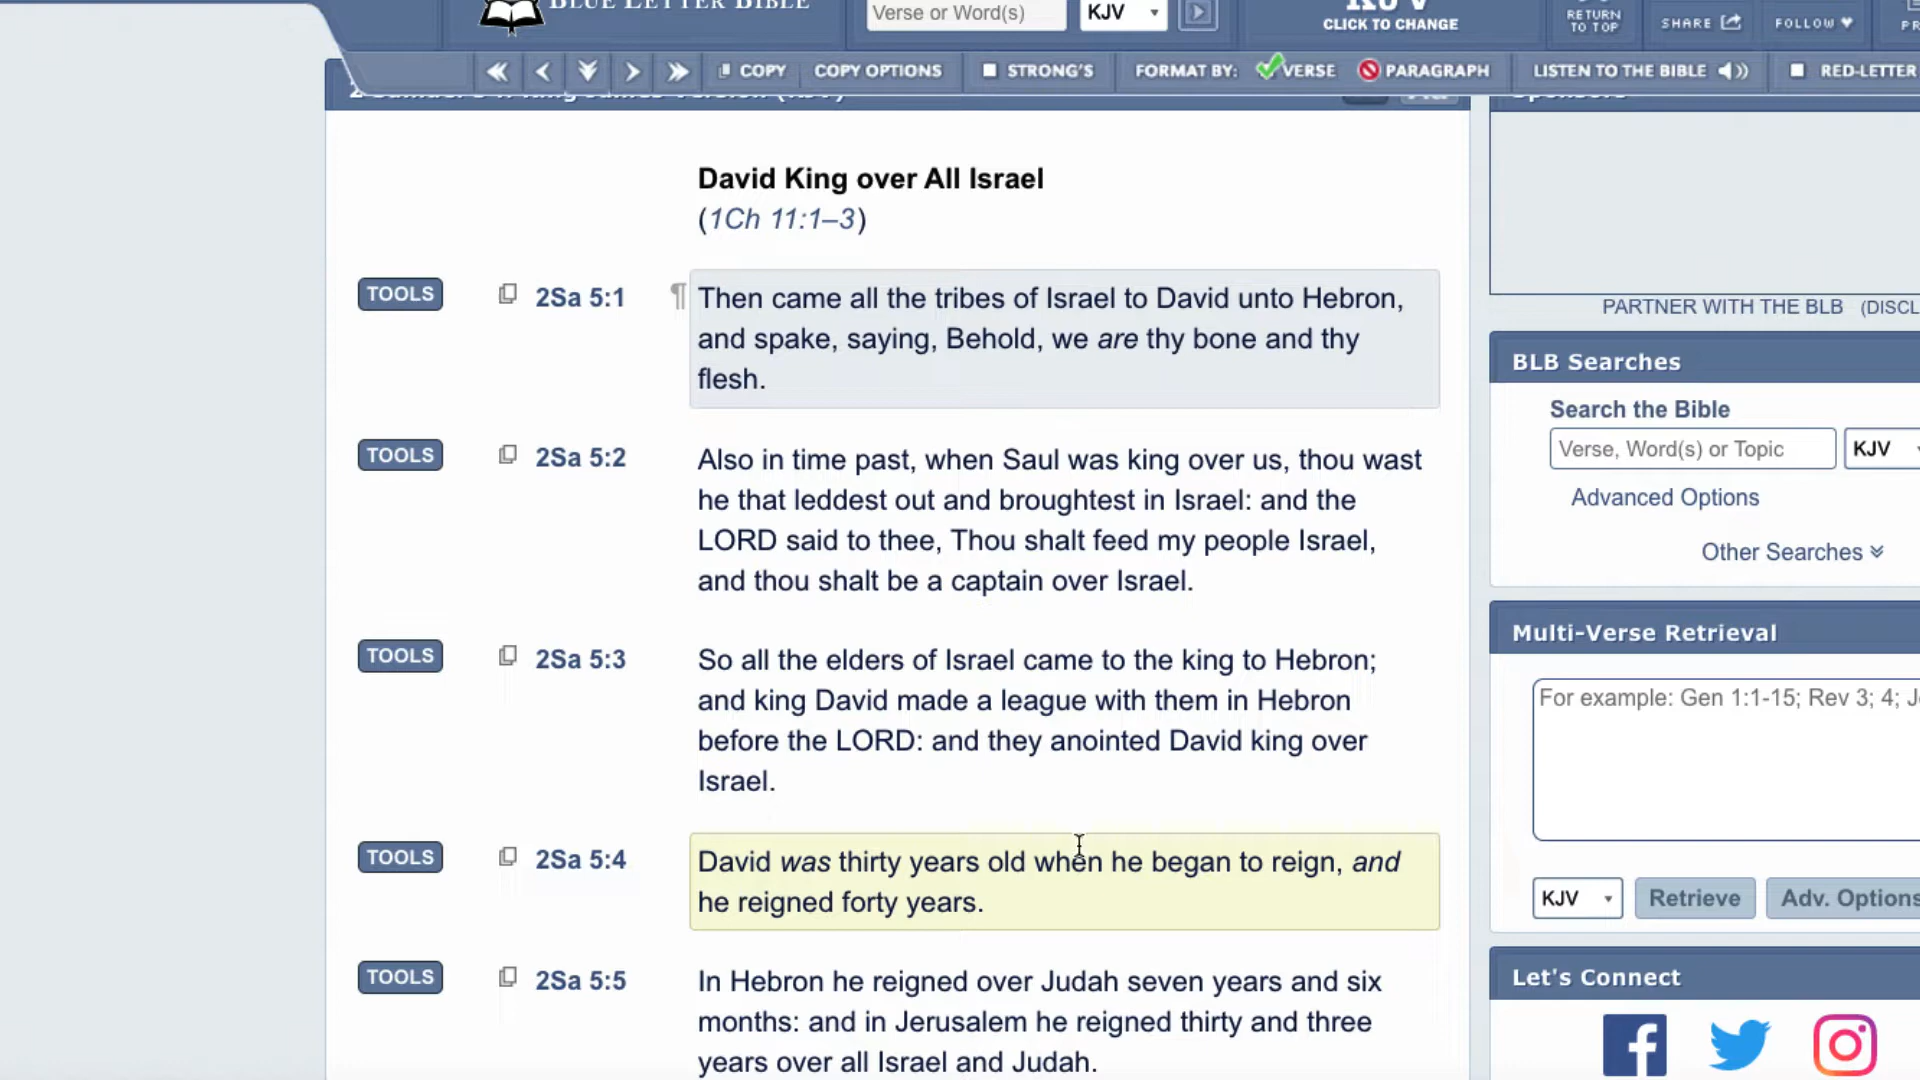 BLUE LETTER BIBLE
Verse or Word(s)
KJV
CLICK TO CHANGE
RETURN
TO TOP
SHARE
FOLLOW
COPY
COPY OPTIONS
STRONG'S
FORMAT BY:
VERSE
PARAGRAPH
LISTEN TO THE BIBLE
RED-LETTER
David King over All Israel
(1Ch 11:1–3)
TOOLS
2Sa 5:1
¶ Then came all the tribes of Israel to David unto Hebron,
and spake, saying, Behold, we are thy bone and thy
flesh.
TOOLS
2Sa 5:2
Also in time past, when Saul was king over us, thou wast
he that leddest out and broughtest in Israel: and the
LORD said to thee, Thou shalt feed my people Israel,
and thou shalt be a captain over Israel.
TOOLS
2Sa 5:3
So all the elders of Israel came to the king to Hebron;
and king David made a league with them in Hebron
before the LORD: and they anointed David king over
Israel.
TOOLS
2Sa 5:4
David was thirty years old when he began to reign, and
he reigned forty years.
TOOLS
2Sa 5:5
In Hebron he reigned over Judah seven years and six
months: and in Jerusalem he reigned thirty and three
years over all Israel and Judah.
PARTNER WITH THE BLB (DISCL
BLB Searches
Search the Bible
Verse, Word(s) or Topic
KJV
Advanced Options
Other Searches
Multi-Verse Retrieval
For example: Gen 1:1-15; Rev 3; 4; J
KJV
Retrieve
Adv. Options
Let's Connect